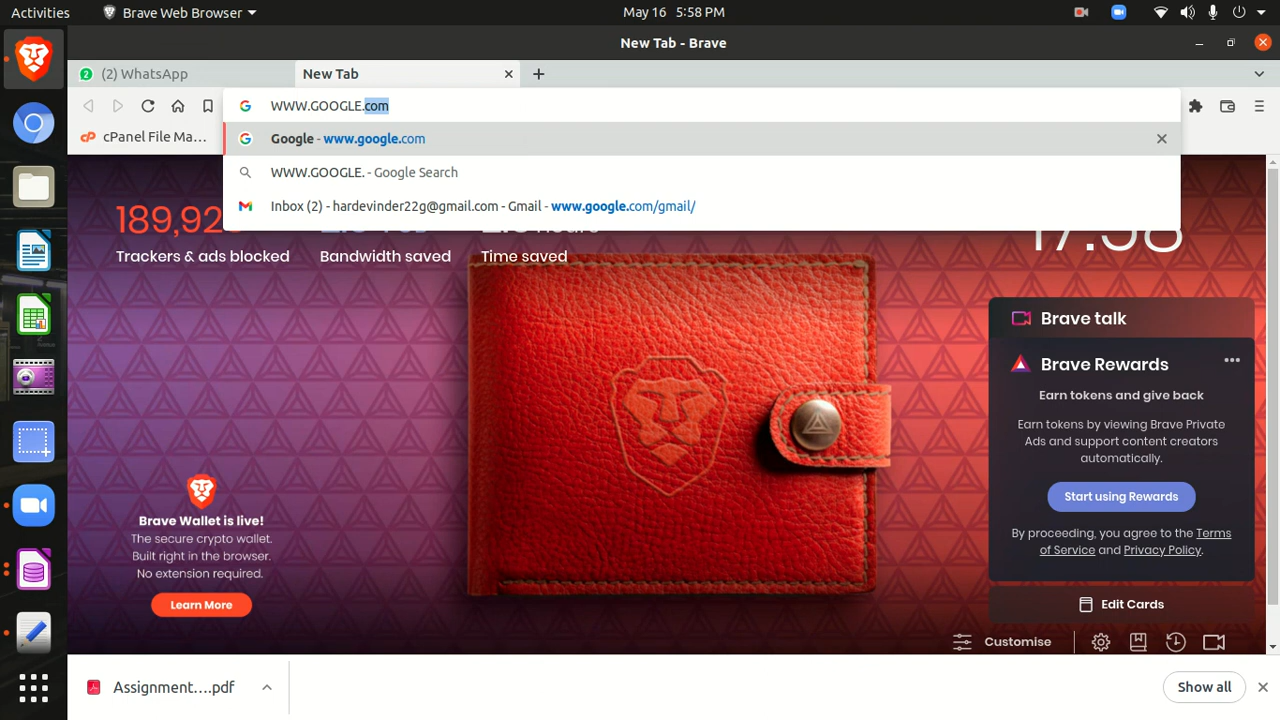 Activities
Brave Web Browser
May 16 5:58 PM
New Tab - Brave
(2) WhatsApp
New Tab
WWW.GOOGLE.com
cPanel File Ma...
Google - www.google.com
WWW.GOOGLE. - Google Search
Inbox (2) - hardevinder22g@gmail.com - Gmail - www.google.com/gmail/
189,92
Trackers & ads blocked
Bandwidth saved
Time saved
17:58
Brave talk
Brave Rewards
Earn tokens and give back
Earn tokens by viewing Brave Private
Ads and support content creators
automatically.
Start using Rewards
By proceeding, you agree to the Terms
of Service and Privacy Policy.
Edit Cards
Brave Wallet is live!
The secure crypto wallet.
Built right in the browser.
No extension required.
Learn More
Customise
Assignment....pdf
Show all